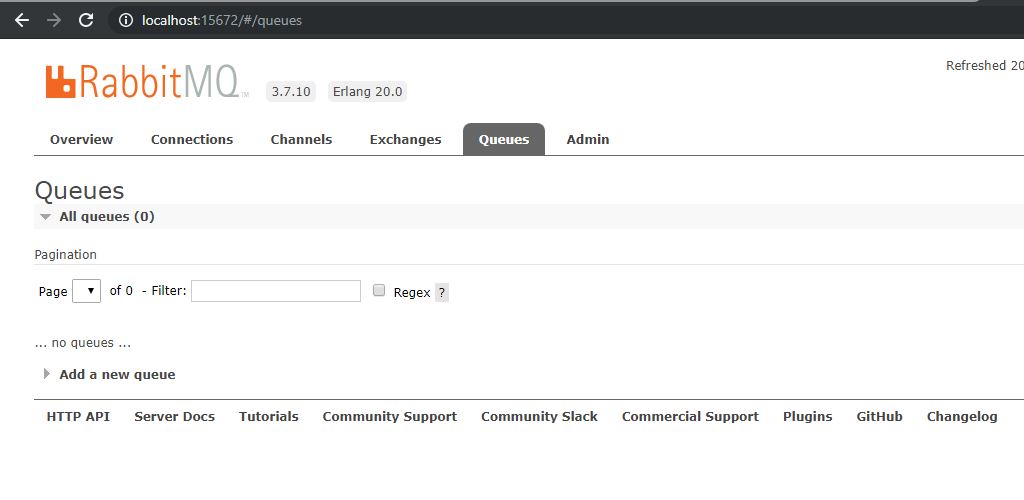 localhost:15672/#/queues
Refreshed 20
RabbitMQ TM 3.7.10 Erlang 20.0
Overview Connections Channels Exchanges Queues Admin
Queues
All queues (0)
Pagination
Page of 0 - Filter: Regex ?
... no queues ...
Add a new queue
HTTP API Server Docs Tutorials Community Support Community Slack Commercial Support Plugins GitHub Changelog